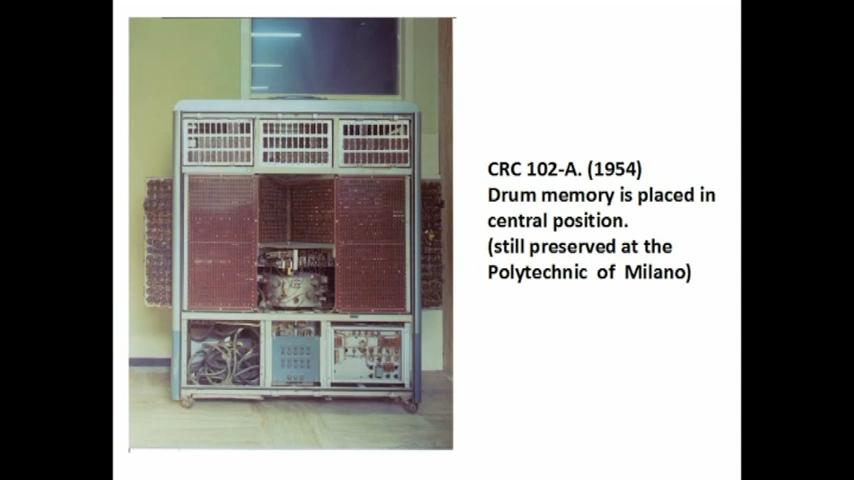 CRC 102-A. (1954)
Drum memory is placed in
central position.
(still preserved at the
Polytechnic of Milano)